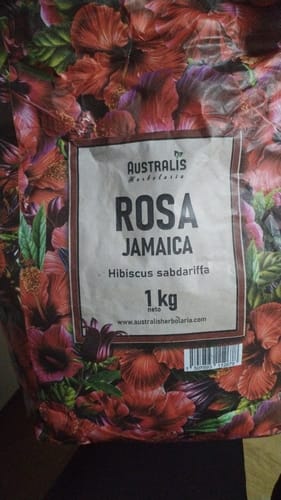 AUSTRALIS
Herbolaria
ROSA
JAMAICA
Hibiscus sabdariffa
1 kg
neto
www.australisherbolaria.com